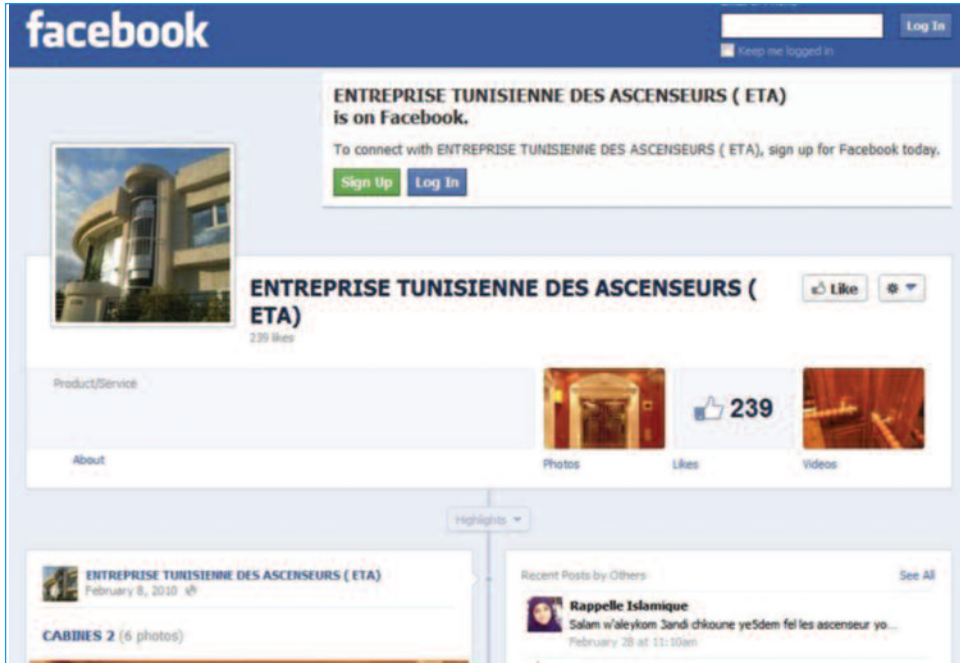 facebook
Log In
Keep me logged in
ENTREPRISE TUNISIENNE DES ASCENSEURS ( ETA)
is on Facebook.
To connect with ENTREPRISE TUNISIENNE DES ASCENSEURS ( ETA), sign up for Facebook today.
Sign Up
Log In
ENTREPRISE TUNISIENNE DES ASCENSEURS (
ETA)
239 likes
Like
Product/Service
About
Photos
239
Likes
Videos
Highlights
ENTREPRISE TUNISIENNE DES ASCENSEURS ( ETA)
February 8, 2010
CABINES 2 (6 photos)
Recent Posts by Others
See All
Rappelle Islamique
Salam w'aleykom 3andi chkoune ye5dem fel les ascenseur yo...
February 28 at 11:10am